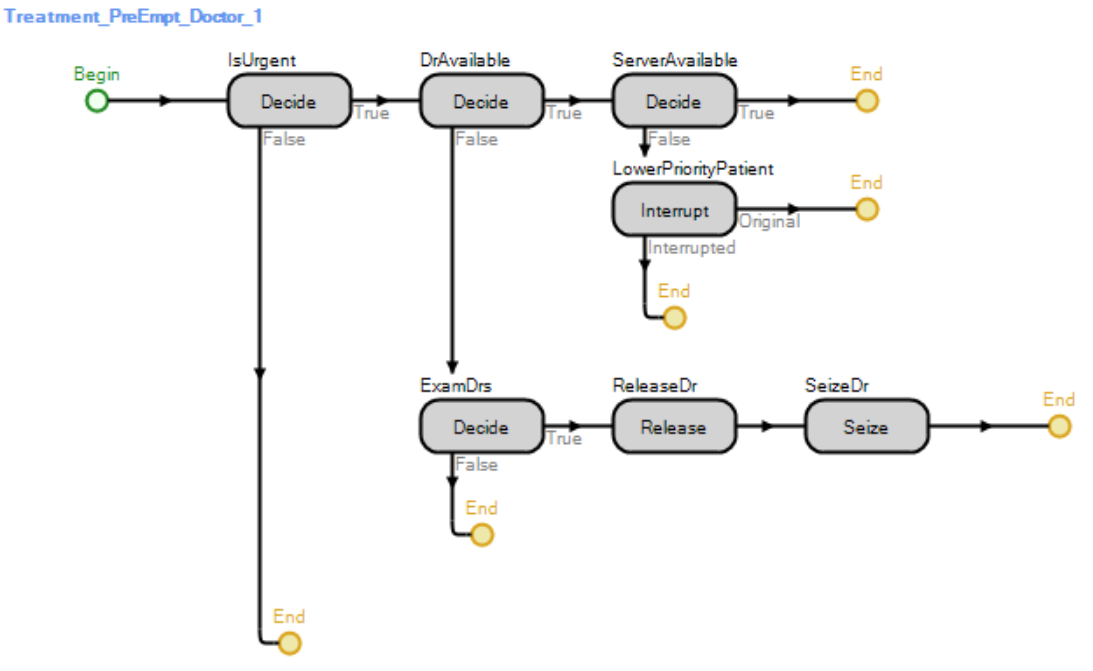 Treatment_PreEmpt_Doctor_1
Begin
IsUrgent
Decide
True
False
DrAvailable
Decide
True
False
ServerAvailable
Decide
True
False
End
LowerPriorityPatient
Interrupt
Original
Interrupted
End
End
ExamDrs
Decide
True
False
ReleaseDr
Release
SeizeDr
Seize
End
End
End